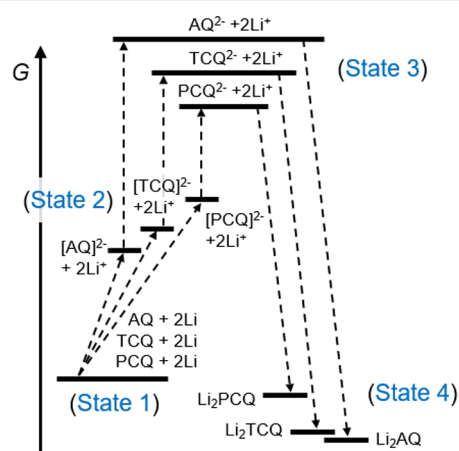 AQ²⁻ +2Li⁺
TCQ²⁻ +2Li⁺
(State 3)
G
PCQ²⁻ +2Li⁺
[TCQ]²⁻
+2Li⁺
(State 2)
[PCQ]²⁻
+2Li⁺
[AQ]²⁻
+ 2Li⁺
AQ + 2Li
TCQ + 2Li
PCQ + 2Li
(State 1)
(State 4)
Li₂PCQ
Li₂TCQ
Li₂AQ